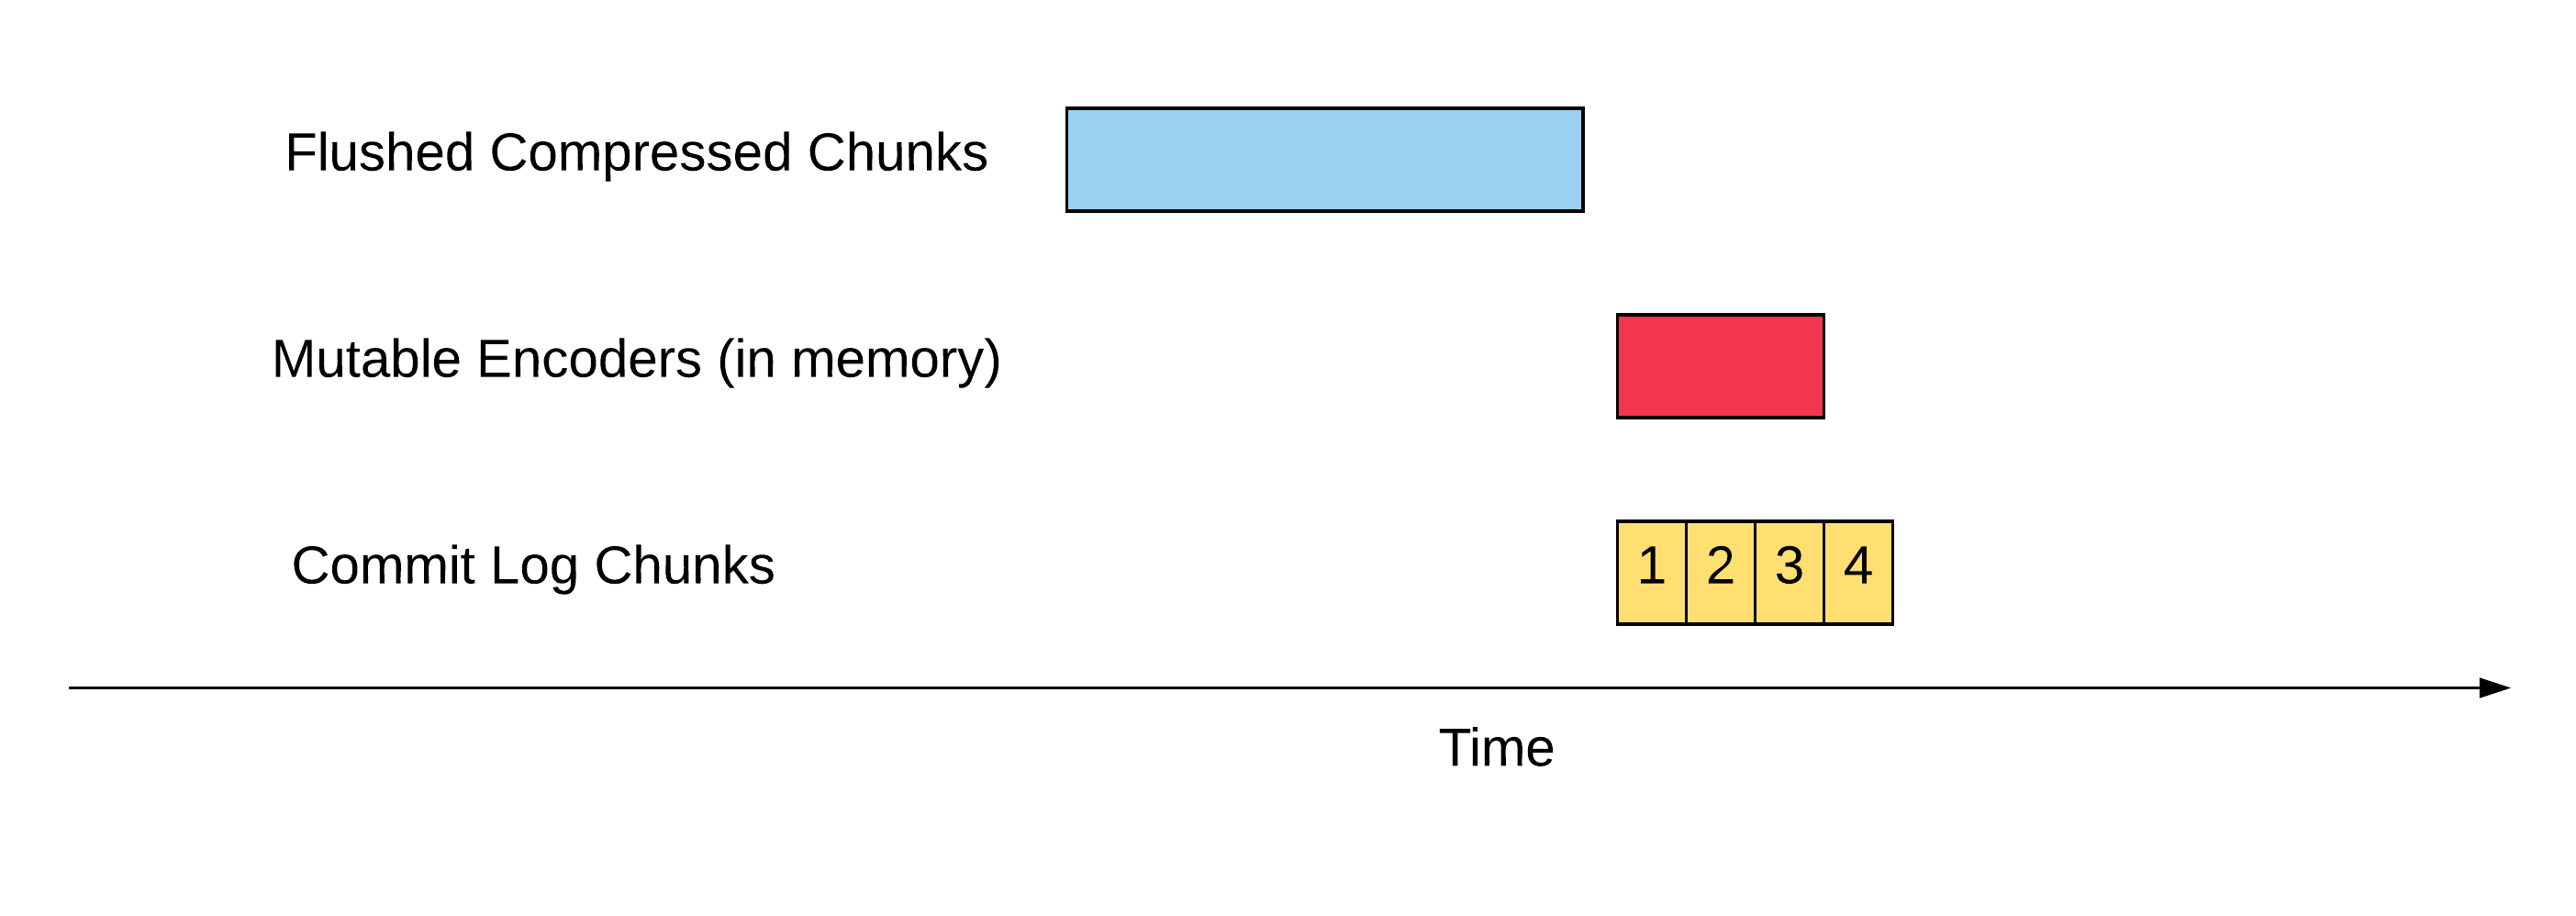 Flushed Compressed Chunks
Mutable Encoders (in memory)
Commit Log Chunks
1 2 3 4
Time